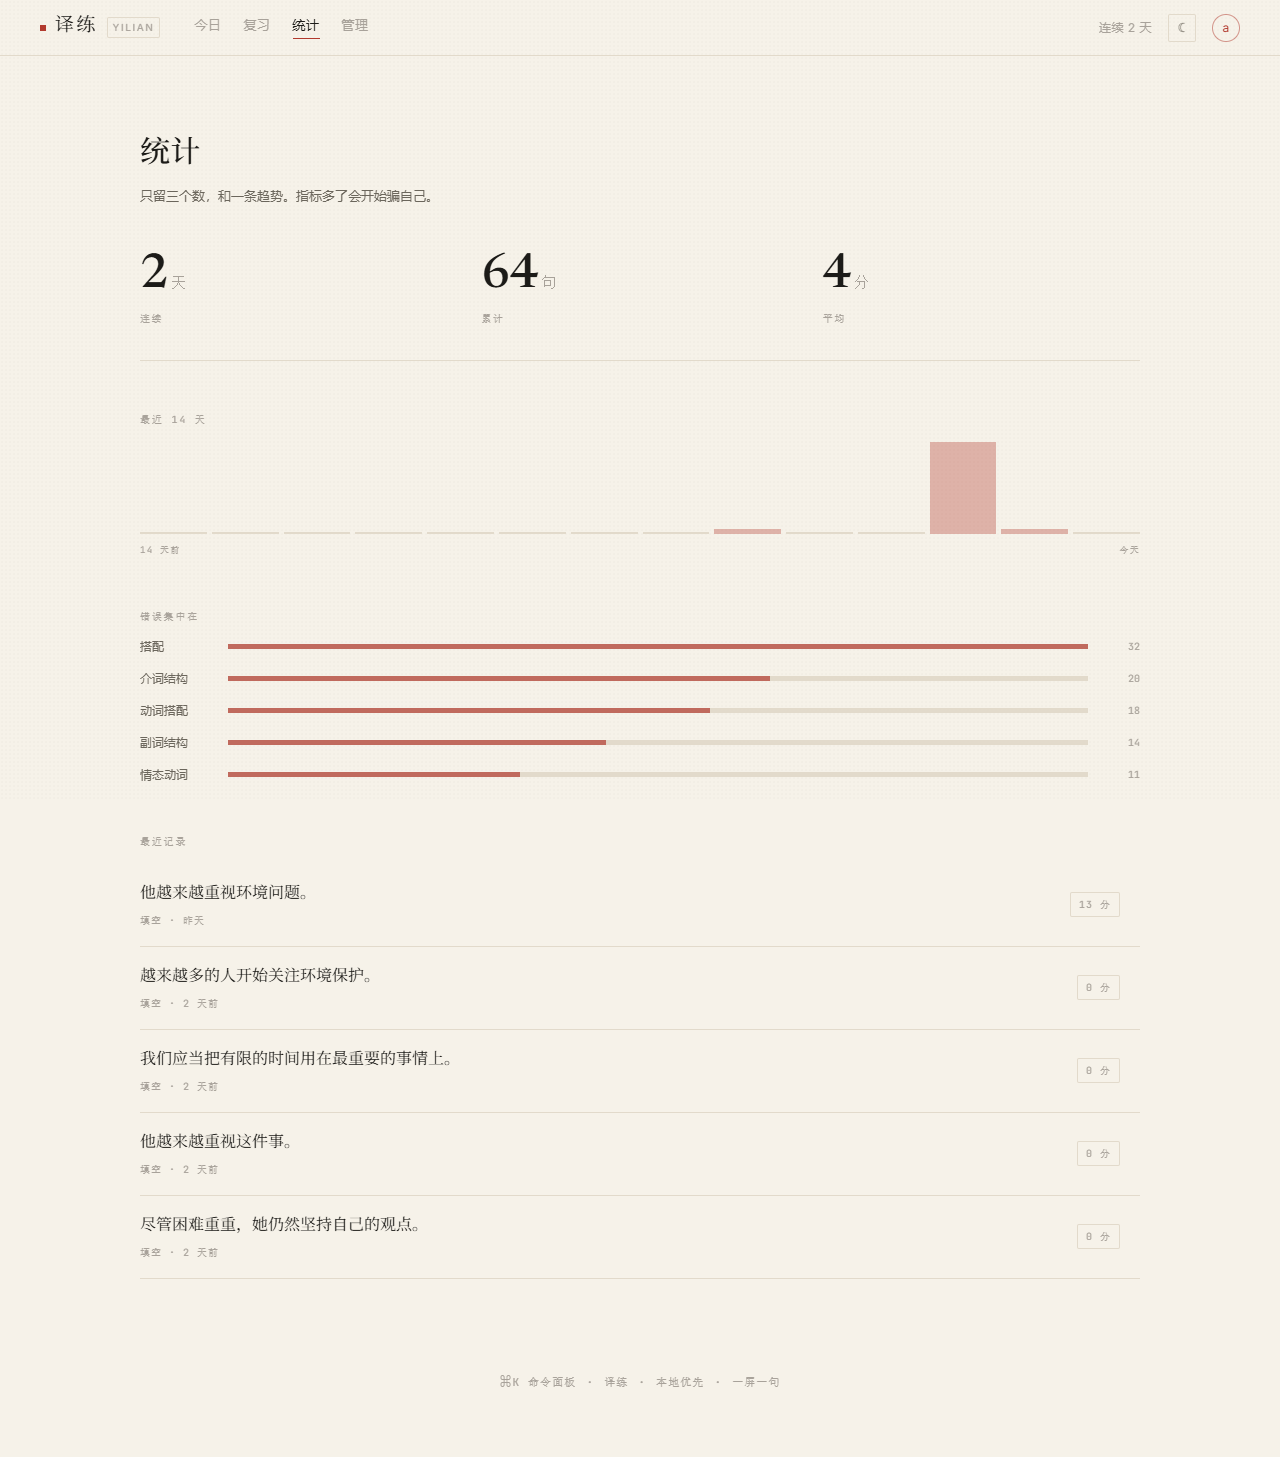 译练 YILIAN 今日 复习 统计 管理 连续 2 天 ☾ a
统计
只留三个数，和一条趋势。指标多了会开始骗自己。
2 天 64 句 4 分
连续 累计 平均
最近 14 天
14 天前 今天
错误集中在
搭配 32
介词结构 20
动词搭配 18
副词结构 14
情态动词 11
最近记录
他越来越重视环境问题。
填空 · 昨天 13 分
越来越多的人开始关注环境保护。
填空 · 2 天前 0 分
我们应当把有限的时间用在最重要的事情上。
填空 · 2 天前 0 分
他越来越重视这件事。
填空 · 2 天前 0 分
尽管困难重重，她仍然坚持自己的观点。
填空 · 2 天前 0 分
⌘K 命令面板 · 译练 · 本地优先 · 一屏一句